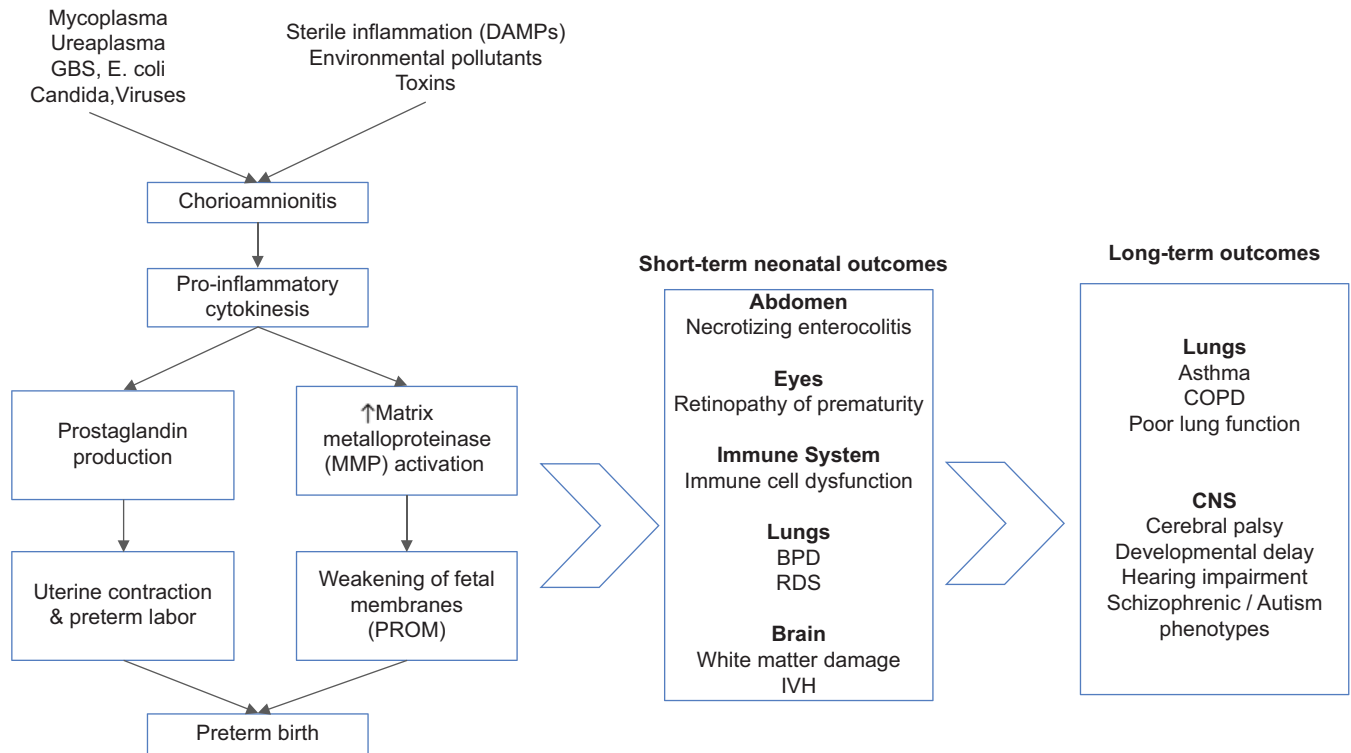 Mycoplasma
Ureaplasma
GBS, E. coli
Candida,Viruses
Sterile inflammation (DAMPs)
Environmental pollutants
Toxins
Chorioamnionitis
Pro-inflammatory
cytokinesis
Prostaglandin
production
↑Matrix
metalloproteinase
(MMP) activation
Uterine contraction
& preterm labor
Weakening of fetal
membranes
(PROM)
Preterm birth
Short-term neonatal outcomes
Abdomen
Necrotizing enterocolitis
Eyes
Retinopathy of prematurity
Immune System
Immune cell dysfunction
Lungs
BPD
RDS
Brain
White matter damage
IVH
Long-term outcomes
Lungs
Asthma
COPD
Poor lung function
CNS
Cerebral palsy
Developmental delay
Hearing impairment
Schizophrenic / Autism
phenotypes